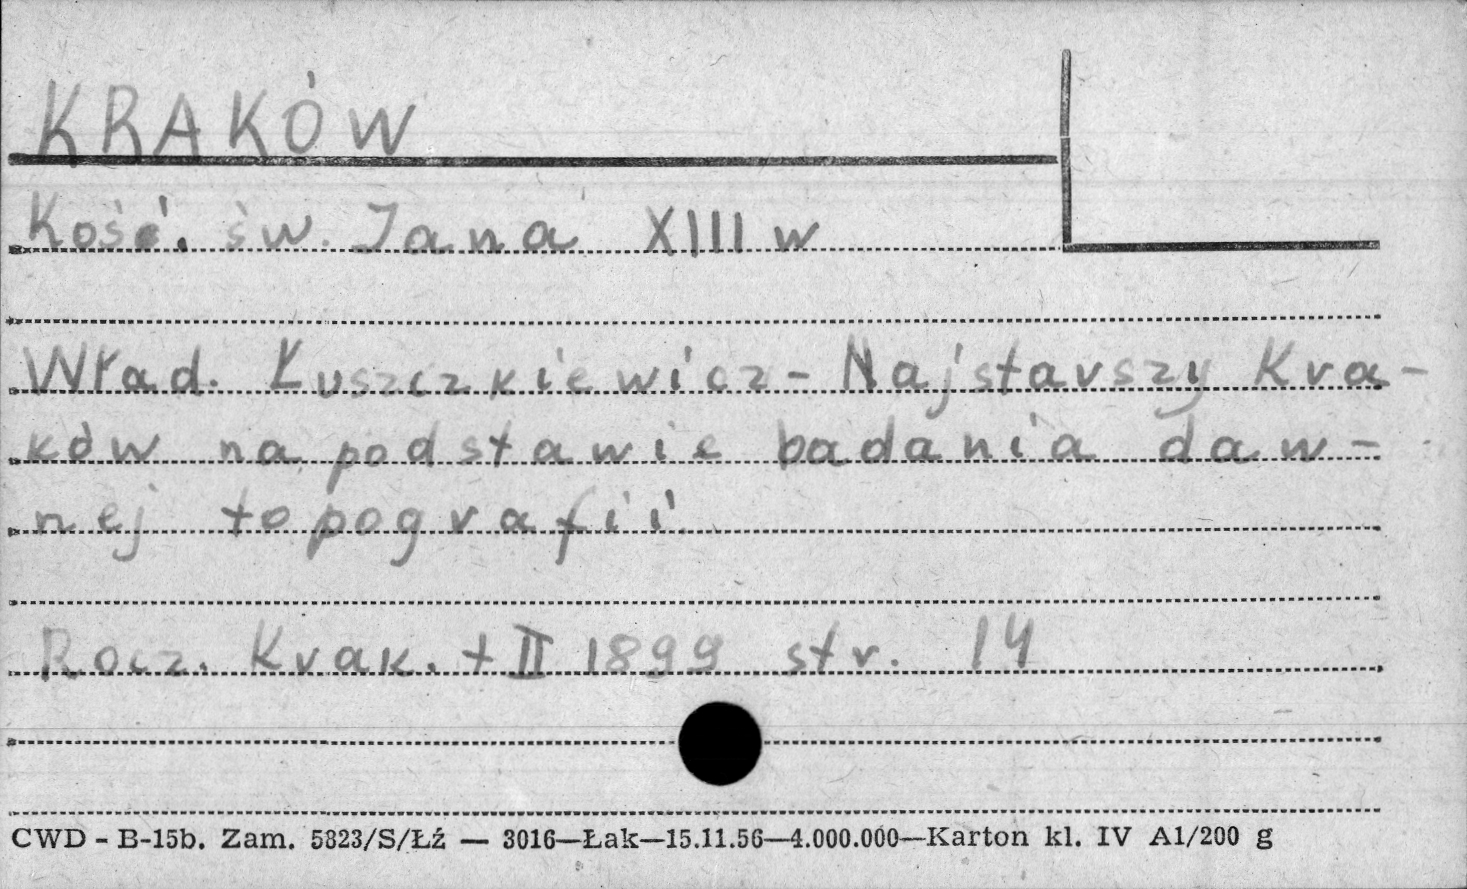 KRAKÓW
Kość. św. Jana XIII w
Wład. Łuszczkiewicz - Najstarszy Kra-
ków na podstawie badania daw-
nej topografii
Rocz. Krak. t II 1899 str. 14
CWD - B-15b. Zam. 5823/S/Łź — 3016—Łak—15.11.56—4.000.000—Karton kl. IV A1/200 g